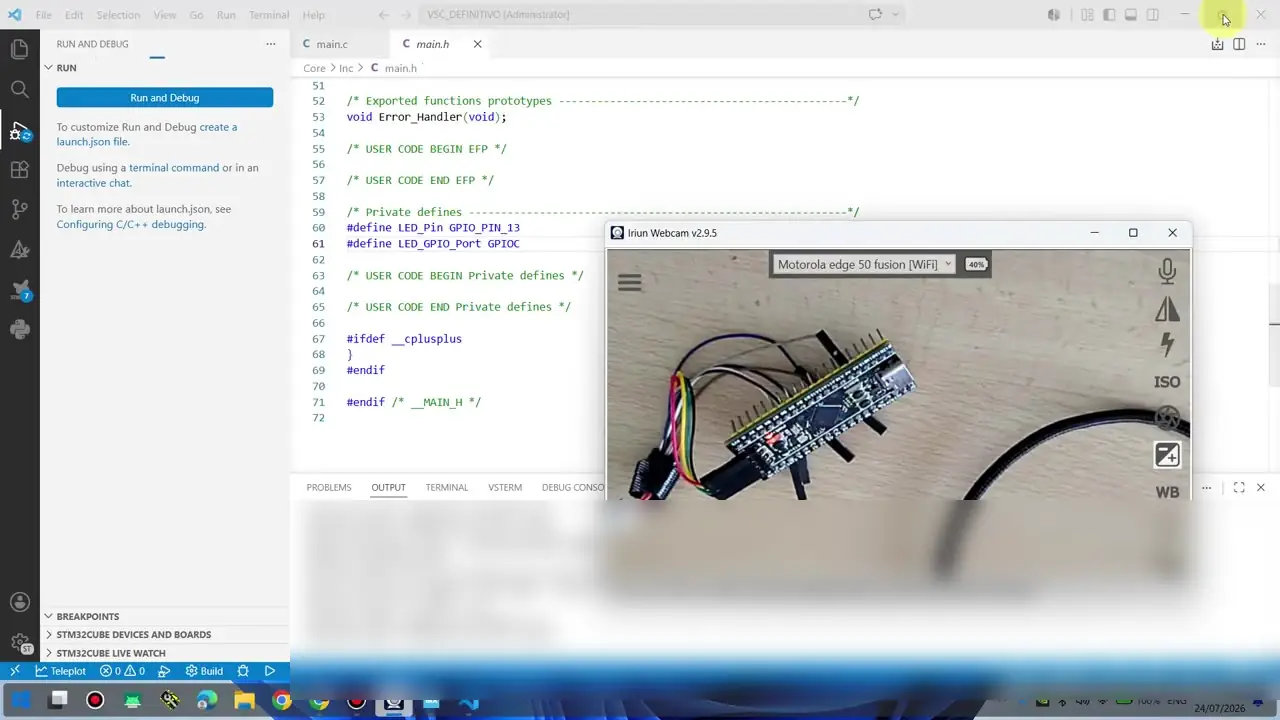 File Edit Selection View Go Run Terminal Help
VSC_DEFINITIVO [Administrator]
RUN AND DEBUG
RUN
Run and Debug
To customize Run and Debug create a
launch.json file.
Debug using a terminal command or in an
interactive chat.
To learn more about launch.json, see
Configuring C/C++ debugging.
C main.c
C main.h
Core > Inc > C main.h
51
52 /* Exported functions prototypes ---------------------------------------------*/
53 void Error_Handler(void);
54
55 /* USER CODE BEGIN EFP */
56
57 /* USER CODE END EFP */
58
59 /* Private defines -----------------------------------------------------------*/
60 #define LED_Pin GPIO_PIN_13
61 #define LED_GPIO_Port GPIOC
62
63 /* USER CODE BEGIN Private defines */
64
65 /* USER CODE END Private defines */
66
67 #ifdef __cplusplus
68 }
69 #endif
70
71 #endif /* __MAIN_H */
72
Iriun Webcam v2.9.5
Motorola edge 50 fusion [WiFi]
40%
ISO
WB
PROBLEMS OUTPUT TERMINAL VSTERM DEBUG CONSO
BREAKPOINTS
STM32CUBE DEVICES AND BOARDS
STM32CUBE LIVE WATCH
7
ST
Teleplot 0 0 Build
100% ENG
24/07/2026